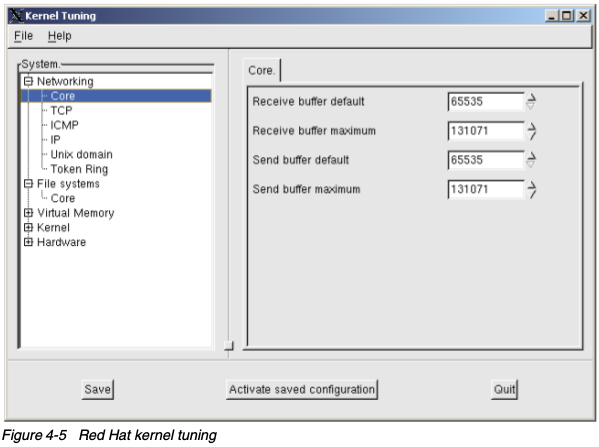 Kernel Tuning
File Help
System.
Networking
Core
TCP
ICMP
IP
Unix domain
Token Ring
File systems
Core
Virtual Memory
Kernel
Hardware
Core.
Receive buffer default 65535
Receive buffer maximum 131071
Send buffer default 65535
Send buffer maximum 131071
Save Activate saved configuration Quit
Figure 4-5 Red Hat kernel tuning